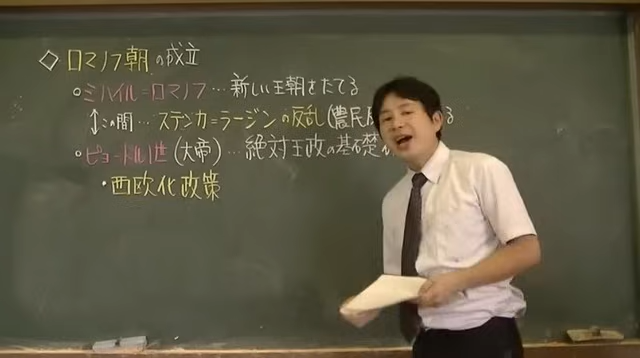 ◇ロマノフ朝の成立
○ミハイル=ロマノフ…新しい王朝をたてる
↕この間…ステンカ=ラージンの反乱(農民
○ピョートル1世(大帝)…絶対王政の基礎
・西欧化政策